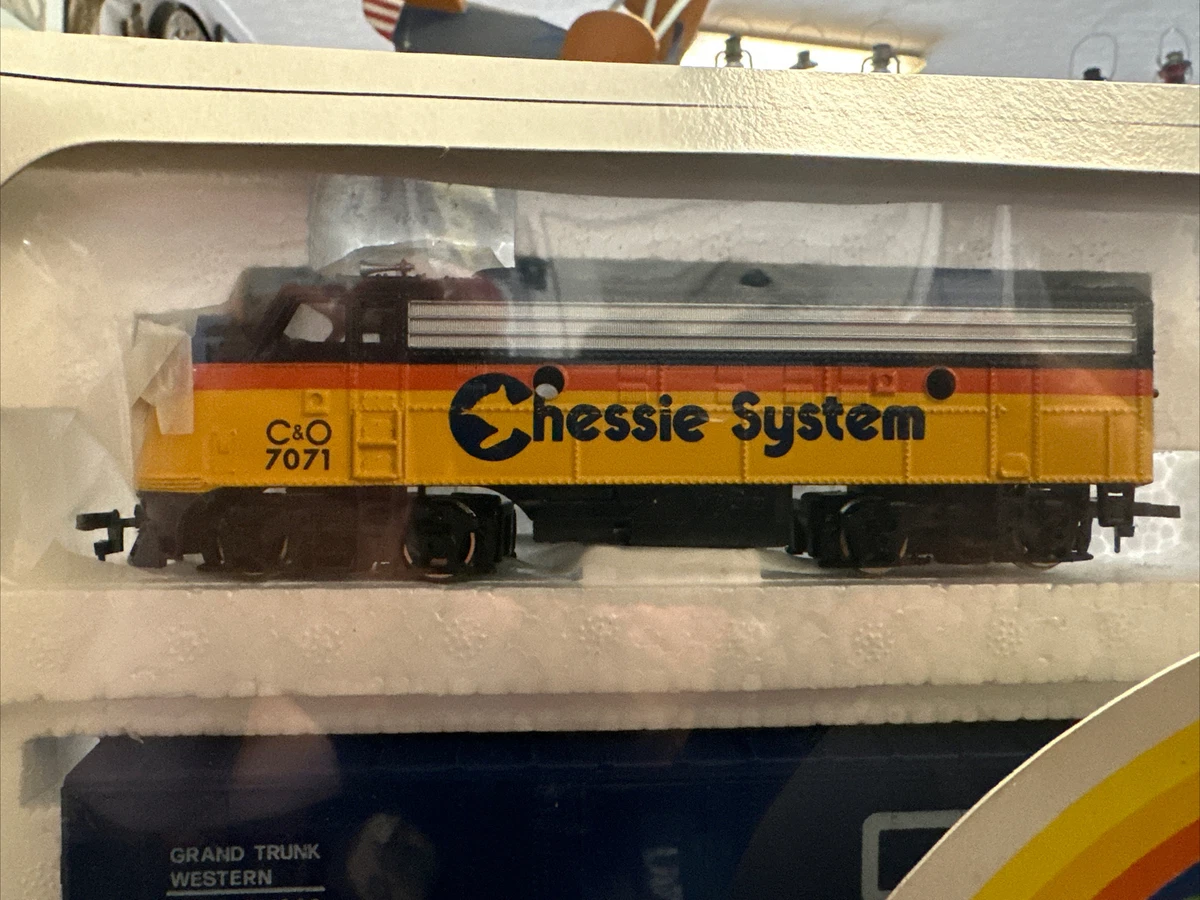 C&O
7071
Chessie System
GRAND TRUNK
WESTERN